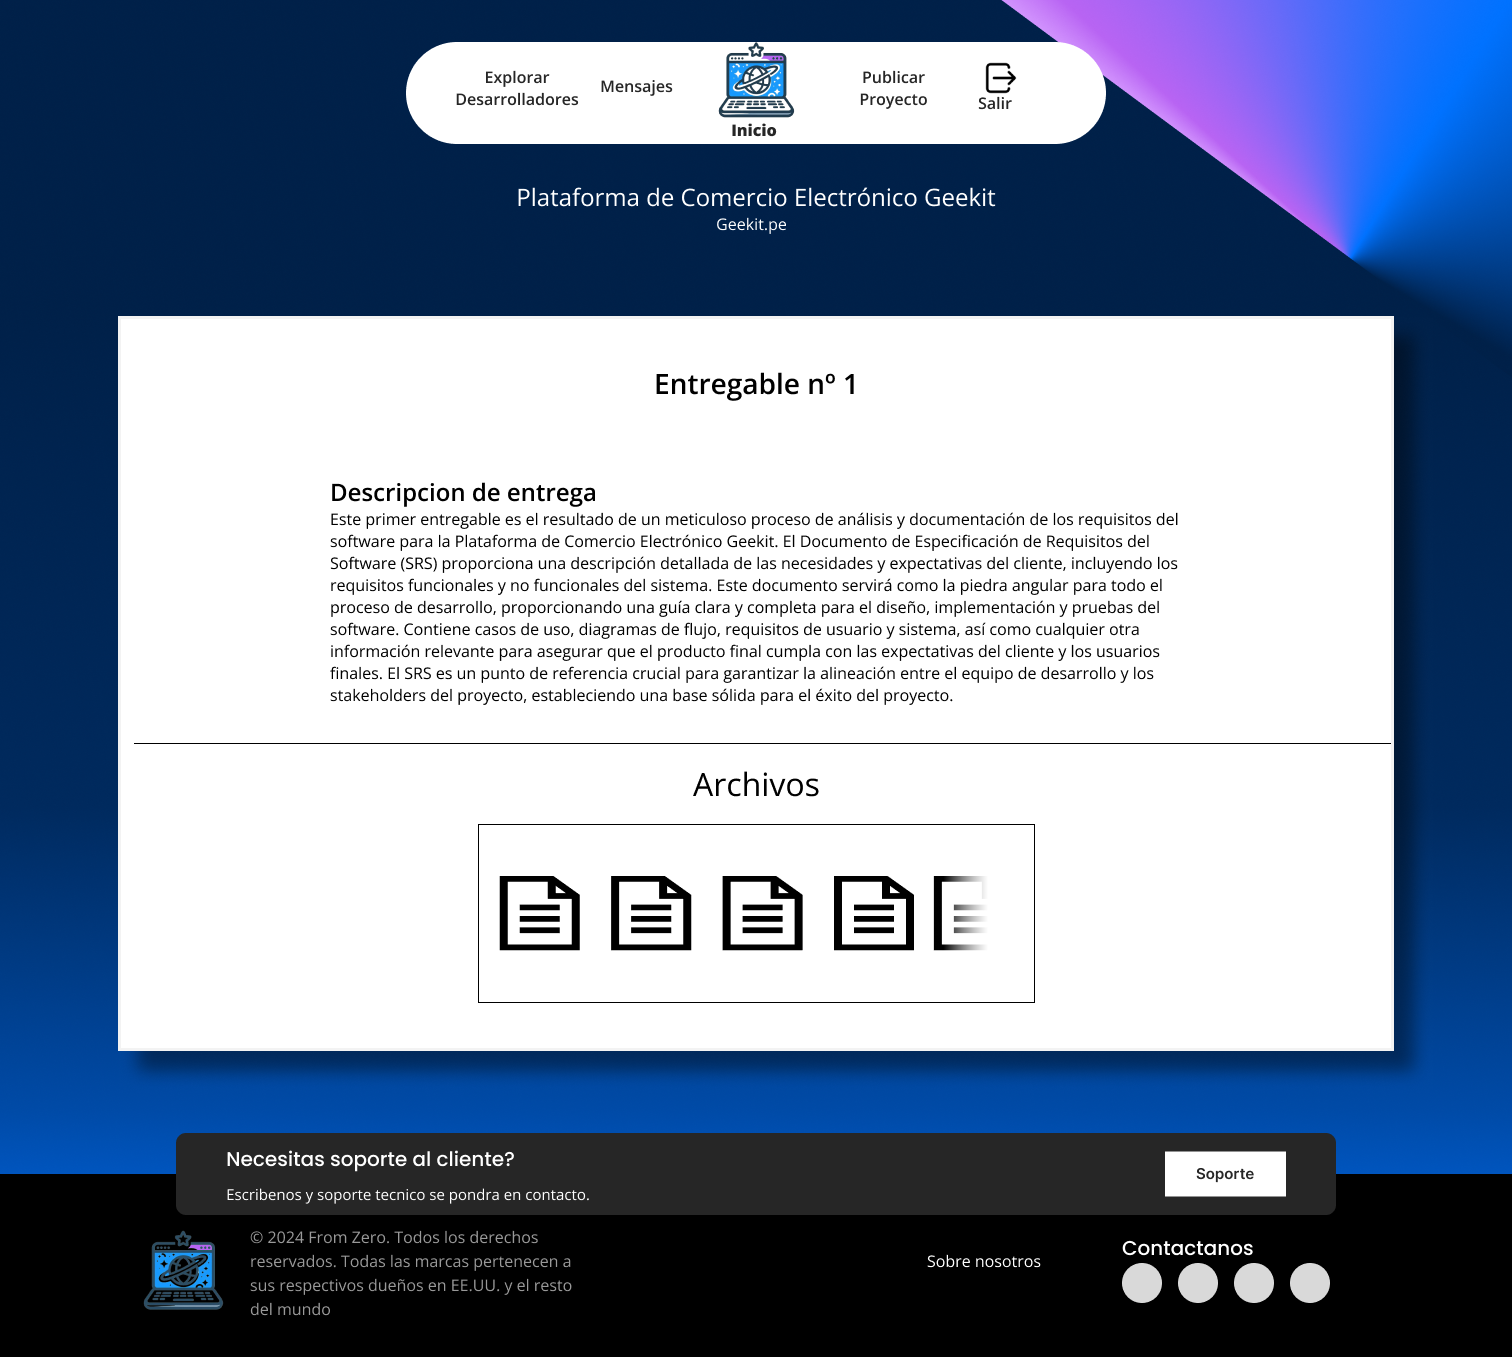 Explorar
Desarrolladores
Mensajes
Inicio
Publicar
Proyecto
Salir
Plataforma de Comercio Electrónico Geekit
Geekit.pe
Entregable nº 1
Descripcion de entrega
Este primer entregable es el resultado de un meticuloso proceso de análisis y documentación de los requisitos del
software para la Plataforma de Comercio Electrónico Geekit. El Documento de Especificación de Requisitos del
Software (SRS) proporciona una descripción detallada de las necesidades y expectativas del cliente, incluyendo los
requisitos funcionales y no funcionales del sistema. Este documento servirá como la piedra angular para todo el
proceso de desarrollo, proporcionando una guía clara y completa para el diseño, implementación y pruebas del
software. Contiene casos de uso, diagramas de flujo, requisitos de usuario y sistema, así como cualquier otra
información relevante para asegurar que el producto final cumpla con las expectativas del cliente y los usuarios
finales. El SRS es un punto de referencia crucial para garantizar la alineación entre el equipo de desarrollo y los
stakeholders del proyecto, estableciendo una base sólida para el éxito del proyecto.
Archivos
Necesitas soporte al cliente?
Escribenos y soporte tecnico se pondra en contacto.
Soporte
© 2024 From Zero. Todos los derechos
reservados. Todas las marcas pertenecen a
sus respectivos dueños en EE.UU. y el resto
del mundo
Sobre nosotros
Contactanos